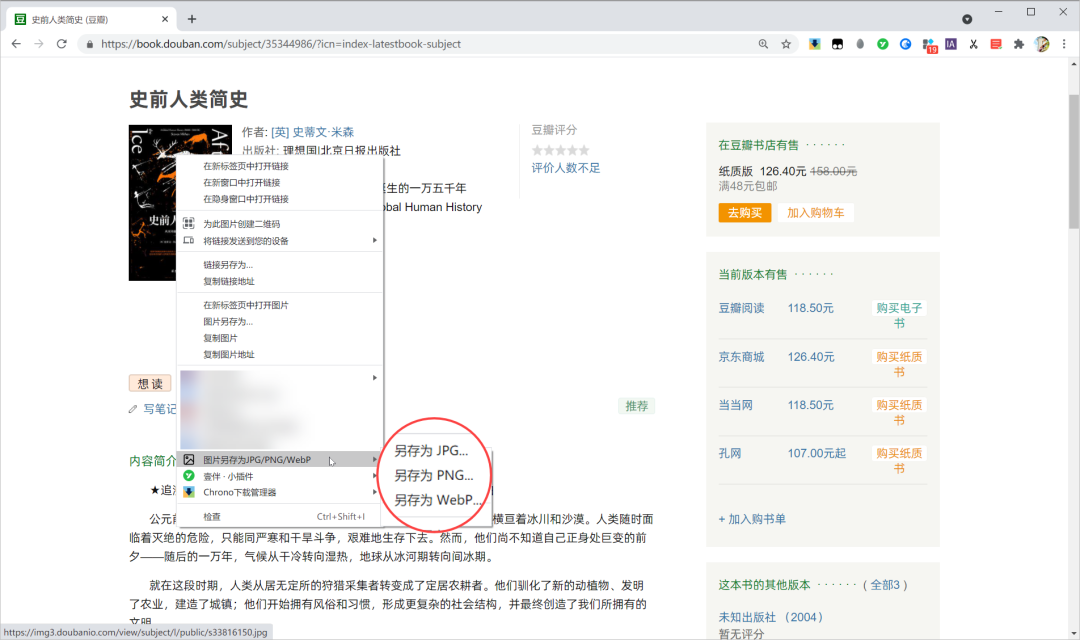 史前人类简史 (豆瓣)
https://book.douban.com/subject/35344986/?icn=index-latestbook-subject
19
IA
史前人类简史
作者: [英] 史蒂文·米森
出版社: 理想国|北京日报出版社
生的一万五千年
obal Human History
Ice
Af
史前
豆瓣评分
评价人数不足
在新标签页中打开链接
在新窗口中打开链接
在隐身窗口中打开链接
为此图片创建二维码
将链接发送到您的设备
链接另存为...
复制链接地址
在新标签页中打开图片
图片另存为...
复制图片
复制图片地址
图片另存为JPG/PNG/WebP
壹伴 · 小插件
Chrono下载管理器
检查 Ctrl+Shift+I
另存为 JPG...
另存为 PNG...
另存为 WebP...
想读
写笔记
推荐
内容简介
★追
公元前
横亘着冰川和沙漠。人类随时面
临着灭绝的危险，只能同严寒和干旱斗争，艰难地生存下去。然而，他们尚不知道自己正身处巨变的前
夕——随后的一万年，气候从干冷转向湿热，地球从冰河期转向间冰期。
就在这段时期，人类从居无定所的狩猎采集者转变成了定居农耕者。他们驯化了新的动植物、发明
了农业，建造了城镇；他们开始拥有风俗和习惯，形成更复杂的社会结构，并最终创造了我们所拥有的
文明
在豆瓣书店有售 · · · · · ·
纸质版 126.40元 158.00元
满48元包邮
去购买 加入购物车
当前版本有售 · · · · · ·
豆瓣阅读 118.50元 购买电子
书
京东商城 126.40元 购买纸质
书
当当网 118.50元 购买纸质
书
孔网 107.00元起 购买纸质
书
+ 加入购书单
这本书的其他版本 · · · · · · ( 全部3 )
未知出版社 （2004）
暂无评分
https://img3.doubanio.com/view/subject/l/public/s33816150.jpg